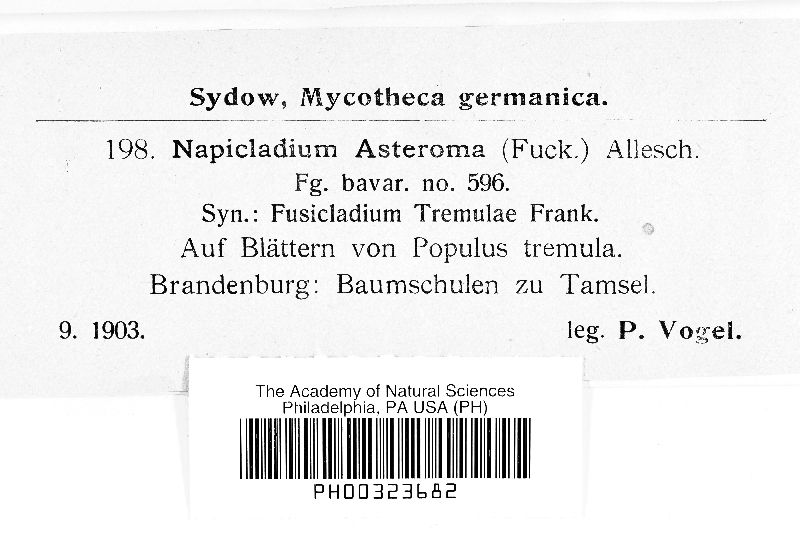 Sydow, Mycotheca germanica.
198. Napicladium Asteroma (Fuck.) Allesch.
Fg. bavar. no. 596.
Syn.: Fusicladium Tremulae Frank.
Auf Blättern von Populus tremula.
Brandenburg: Baumschulen zu Tamsel.
9. 1903. leg. P. Vogel.
The Academy of Natural Sciences
Philadelphia, PA USA (PH)
PH00323682